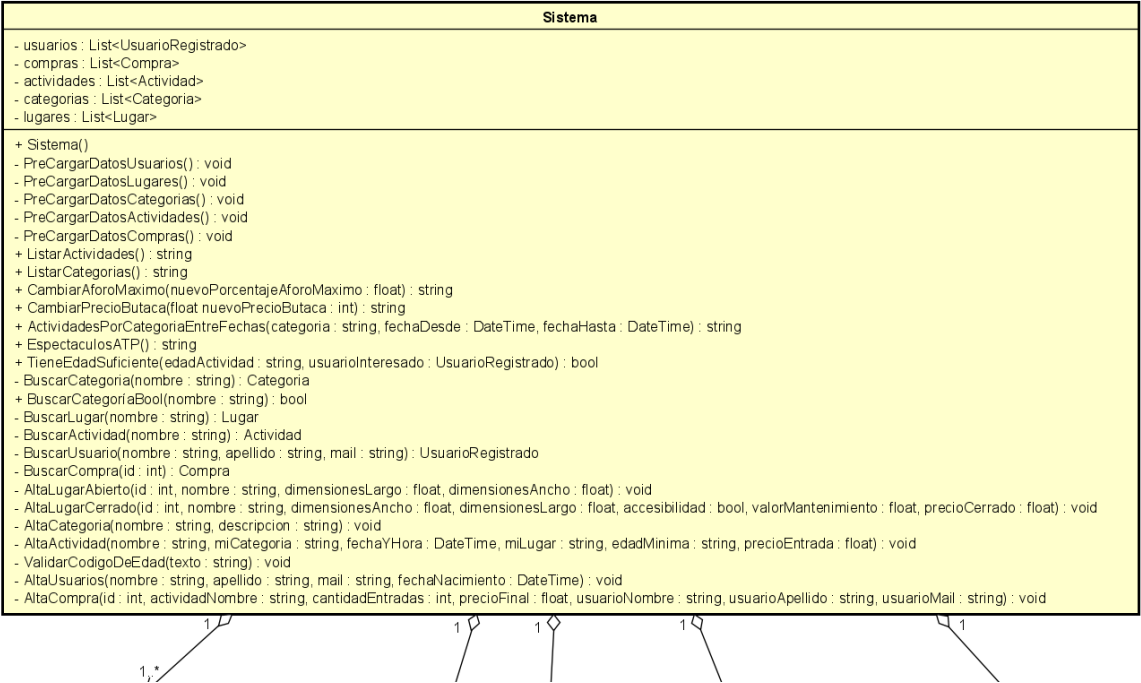 Sistema
- usuarios : List<UsuarioRegistrado>
- compras : List<Compra>
- actividades : List<Actividad>
- categorias : List<Categoria>
- lugares : List<Lugar>
+ Sistema()
- PreCargarDatosUsuarios() : void
- PreCargarDatosLugares() : void
- PreCargarDatosCategorias() : void
- PreCargarDatosActividades() : void
- PreCargarDatosCompras() : void
+ ListarActividades() : string
+ ListarCategorias() : string
+ CambiarAforoMaximo(nuevoPorcentajeAforoMaximo : float) : string
+ CambiarPrecioButaca(float nuevoPrecioButaca : int) : string
+ ActividadesPorCategoriaEntreFechas(categoria : string, fechaDesde : DateTime, fechaHasta : DateTime) : string
+ EspectaculosATP() : string
+ TieneEdadSuficiente(edadActividad : string, usuarioInteresado : UsuarioRegistrado) : bool
- BuscarCategoria(nombre : string) : Categoria
+ BuscarCategoríaBool(nombre : string) : bool
- BuscarLugar(nombre : string) : Lugar
- BuscarActividad(nombre : string) : Actividad
- BuscarUsuario(nombre : string, apellido : string, mail : string) : UsuarioRegistrado
- BuscarCompra(id : int) : Compra
- AltaLugarAbierto(id : int, nombre : string, dimensionesLargo : float, dimensionesAncho : float) : void
- AltaLugarCerrado(id : int, nombre : string, dimensionesAncho : float, dimensionesLargo : float, accesibilidad : bool, valorMantenimiento : float, precioCerrado : float) : void
- AltaCategoria(nombre : string, descripcion : string) : void
- AltaActividad(nombre : string, miCategoria : string, fechaYHora : DateTime, miLugar : string, edadMinima : string, precioEntrada : float) : void
- ValidarCodigoDeEdad(texto : string) : void
- AltaUsuarios(nombre : string, apellido : string, mail : string, fechaNacimiento : DateTime) : void
- AltaCompra(id : int, actividadNombre : string, cantidadEntradas : int, precioFinal : float, usuarioNombre : string, usuarioApellido : string, usuarioMail : string) : void
1 1 1 1 1
1..*